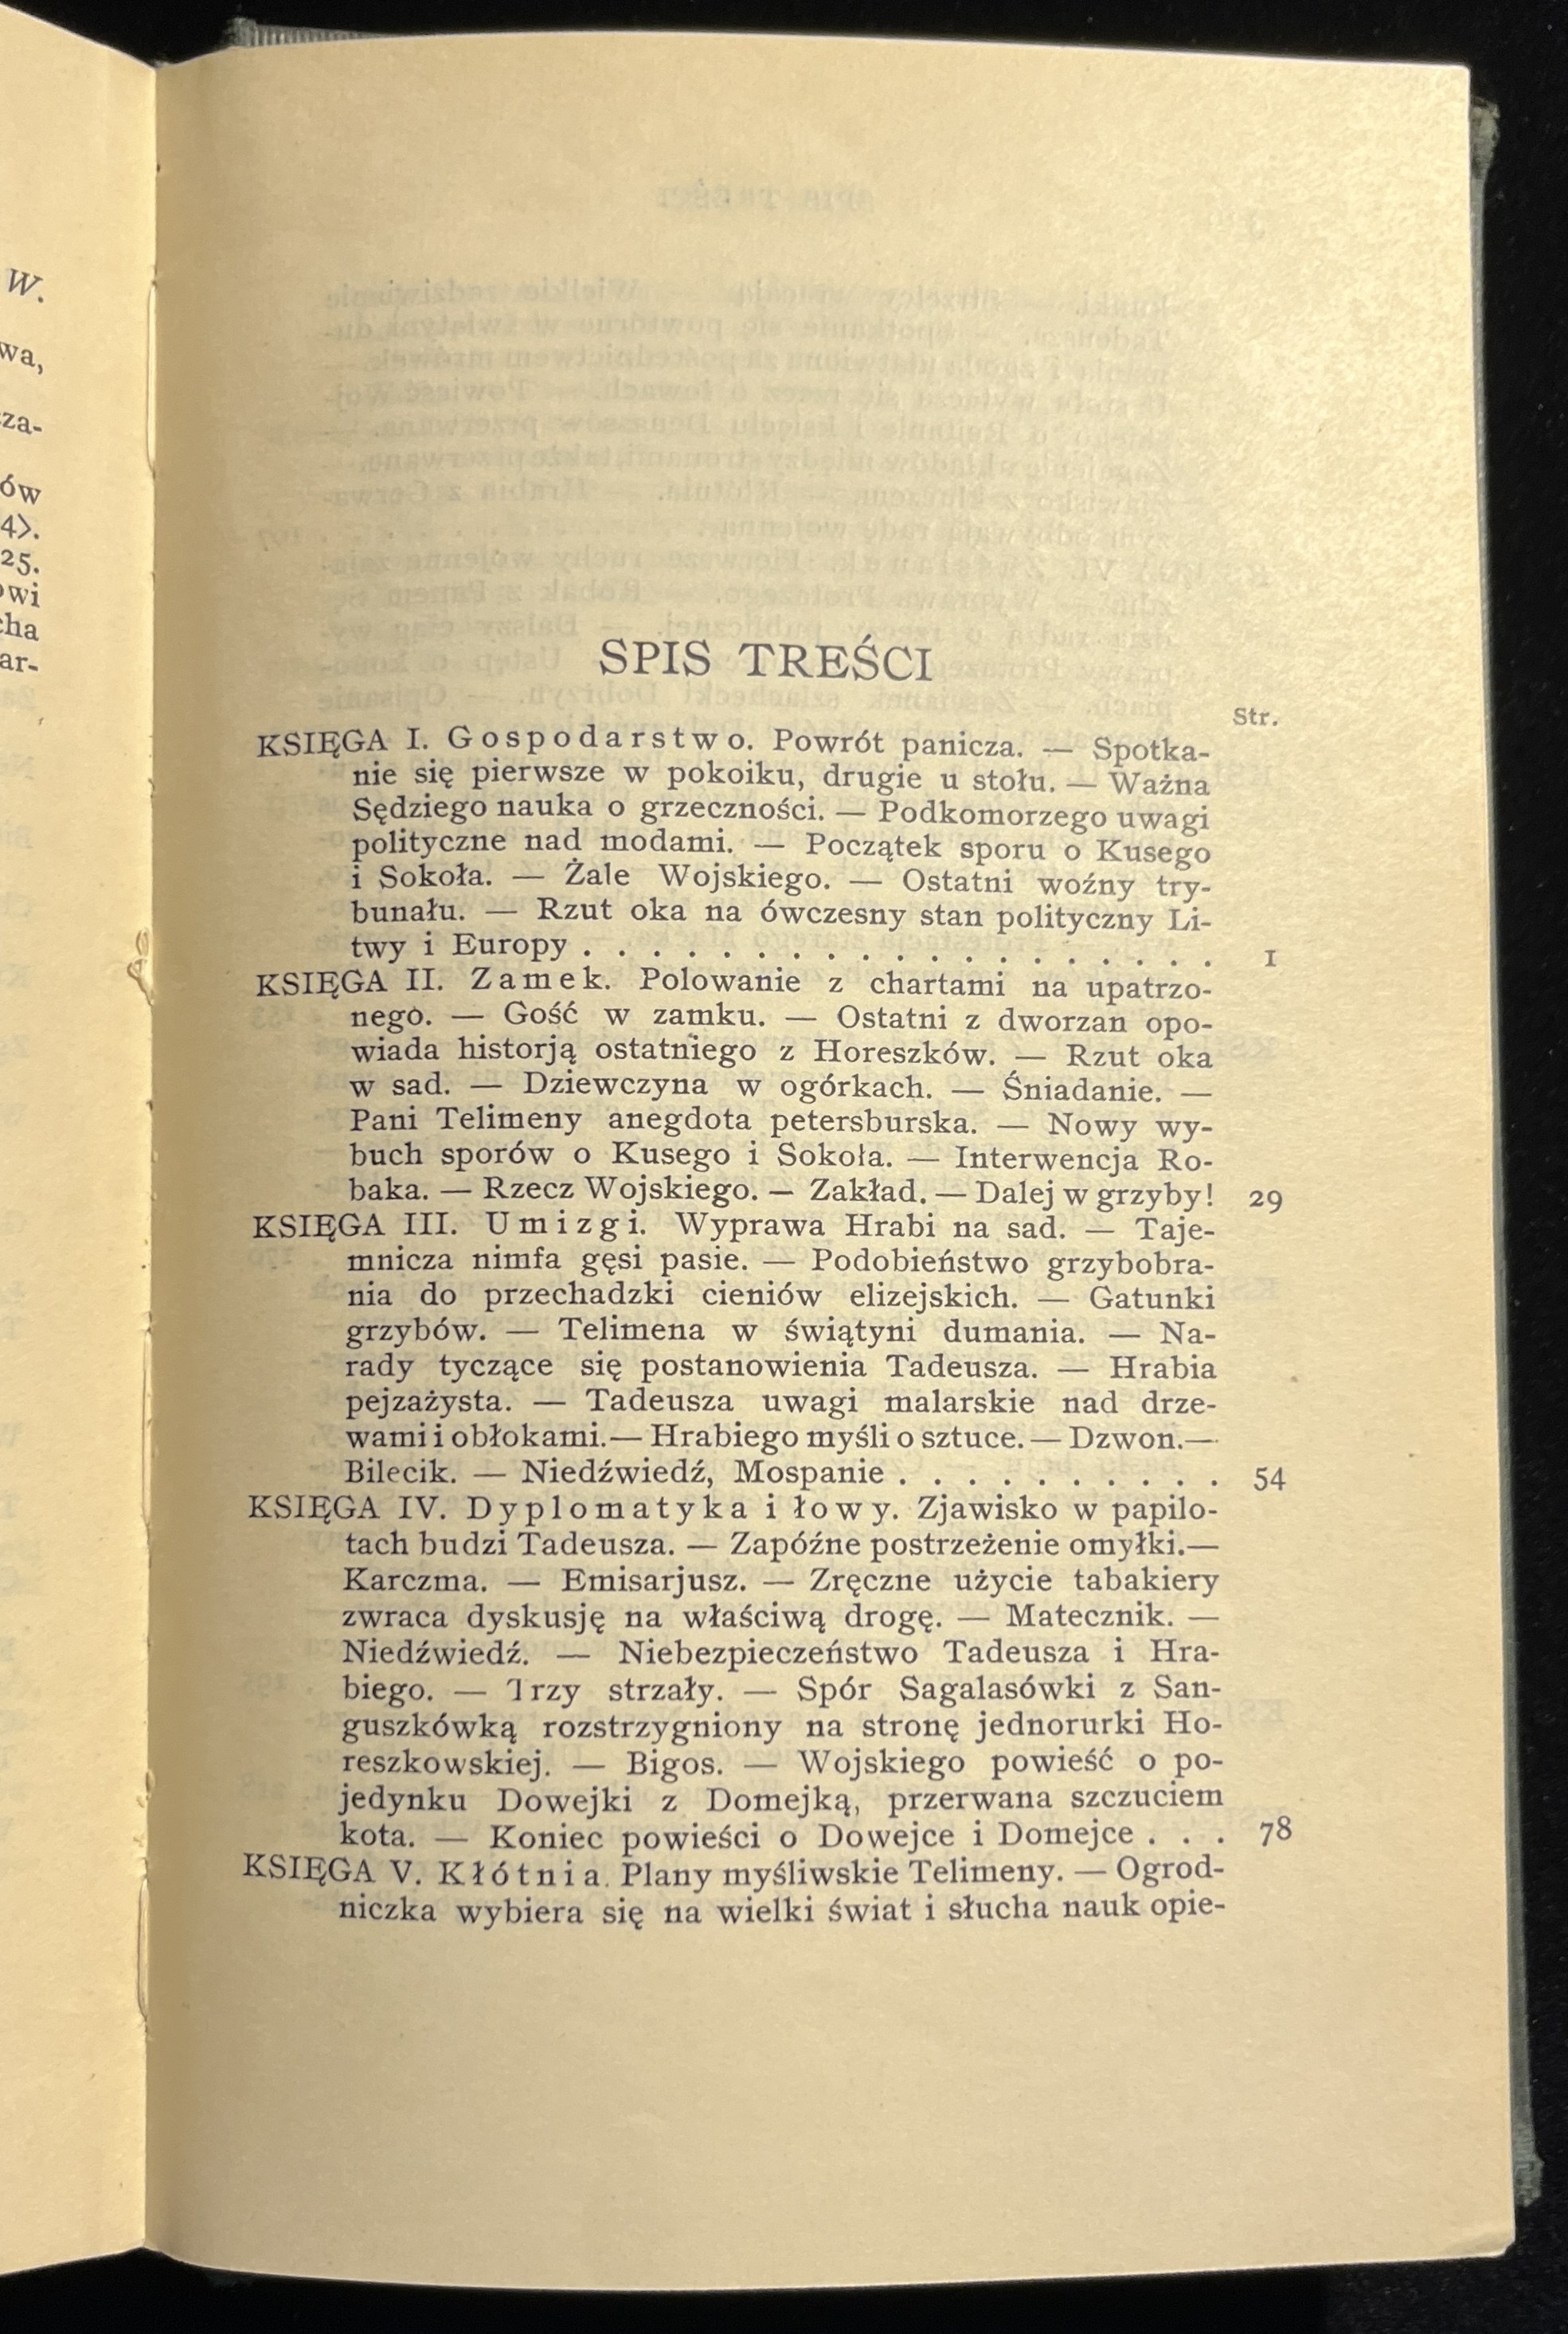 W.
wa,
za-
ów
4).
25.
owi
cha
ar-
SPIS TREŚCI
Str.
KSIĘGA I. Gospodarstwo. Powrót panicza. — Spotka-
nie się pierwsze w pokoiku, drugie u stołu. — Ważna
Sędziego nauka o grzeczności. — Podkomorzego uwagi
polityczne nad modami. — Początek sporu o Kusego
i Sokoła. — Żale Wojskiego. — Ostatni woźny try-
bunału. — Rzut oka na ówczesny stan polityczny Li-
twy i Europy . . . . . . . . . . . . . . . . . . . 1
KSIĘGA II. Zamek. Polowanie z chartami na upatrzo-
nego. — Gość w zamku. — Ostatni z dworzan opo-
wiada historją ostatniego z Horeszków. — Rzut oka
w sad. — Dziewczyna w ogórkach. — Śniadanie. —
Pani Telimeny anegdota petersburska. — Nowy wy-
buch sporów o Kusego i Sokoła. — Interwencja Ro-
baka. — Rzecz Wojskiego. — Zakład. — Dalej w grzyby! 29
KSIĘGA III. Umizgi. Wyprawa Hrabi na sad. — Taje-
mnicza nimfa gęsi pasie. — Podobieństwo grzybobra-
nia do przechadzki cieniów elizejskich. — Gatunki
grzybów. — Telimena w świątyni dumania. — Na-
rady tyczące się postanowienia Tadeusza. — Hrabia
pejzażysta. — Tadeusza uwagi malarskie nad drze-
wami i obłokami. — Hrabiego myśli o sztuce. — Dzwon. —
Bilecik. — Niedźwiedź, Mospanie . . . . . . . . . . 54
KSIĘGA IV. Dyplomatyka i łowy. Zjawisko w papilo-
tach budzi Tadeusza. — Zapóźne postrzeżenie omyłki. —
Karczma. — Emisarjusz. — Zręczne użycie tabakiery
zwraca dyskusję na właściwą drogę. — Matecznik. —
Niedźwiedź. — Niebezpieczeństwo Tadeusza i Hra-
biego. — Trzy strzały. — Spór Sagalasówki z San-
guszkówką rozstrzygniony na stronę jednorurki Ho-
reszkowskiej. — Bigos. — Wojskiego powieść o po-
jedynku Dowejki z Domejką, przerwana szczuciem
kota. — Koniec powieści o Dowejce i Domejce . . . 78
KSIĘGA V. Kłótnia. Plany myśliwskie Telimeny. — Ogrod-
niczka wybiera się na wielki świat i słucha nauk opie-